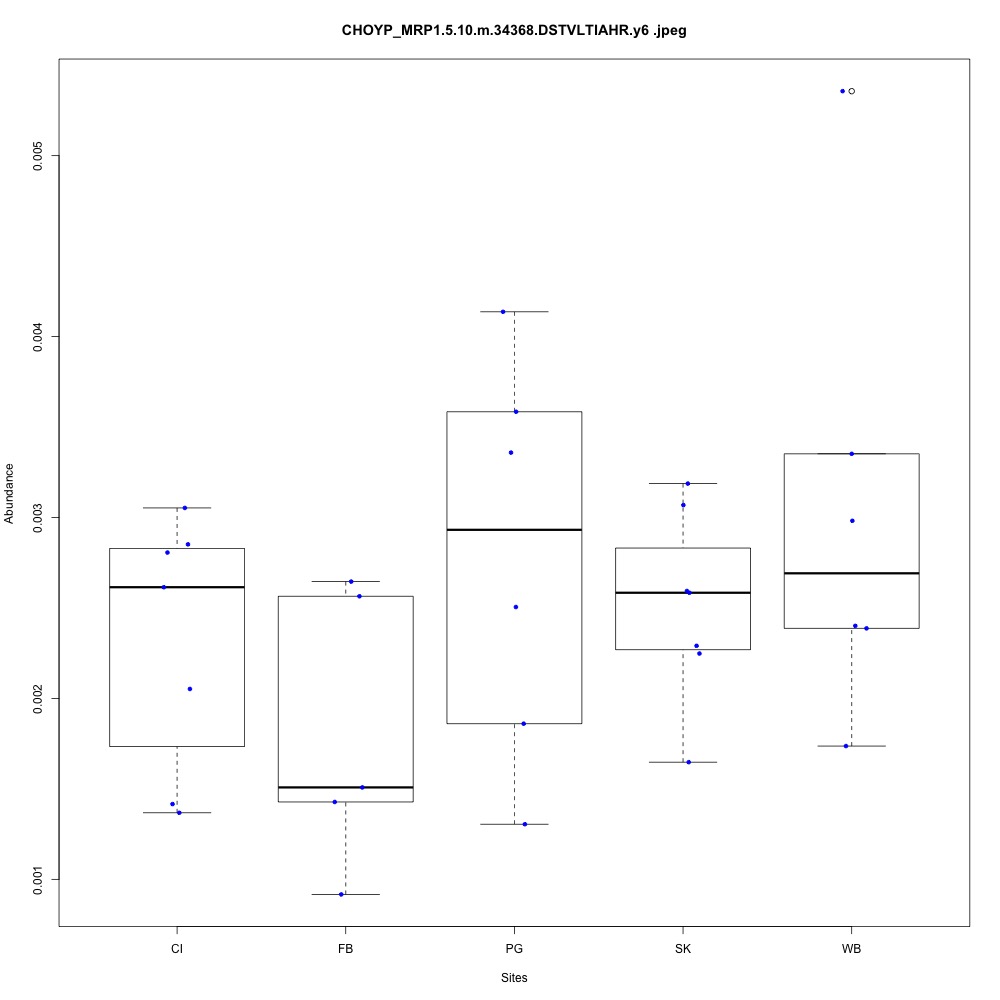 CHOYP_MRP1.5.10.m.34368.DSTVLTIAHR.y6 .jpeg
0.005
0.004
0.003
0.002
0.001
Abundance
CI FB PG SK WB
Sites